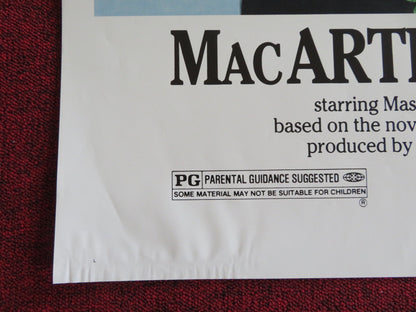 MACART
starring Mas
based on the nov
produced by
PG PARENTAL GUIDANCE SUGGESTED
SOME MATERIAL MAY NOT BE SUITABLE FOR CHILDREN
®